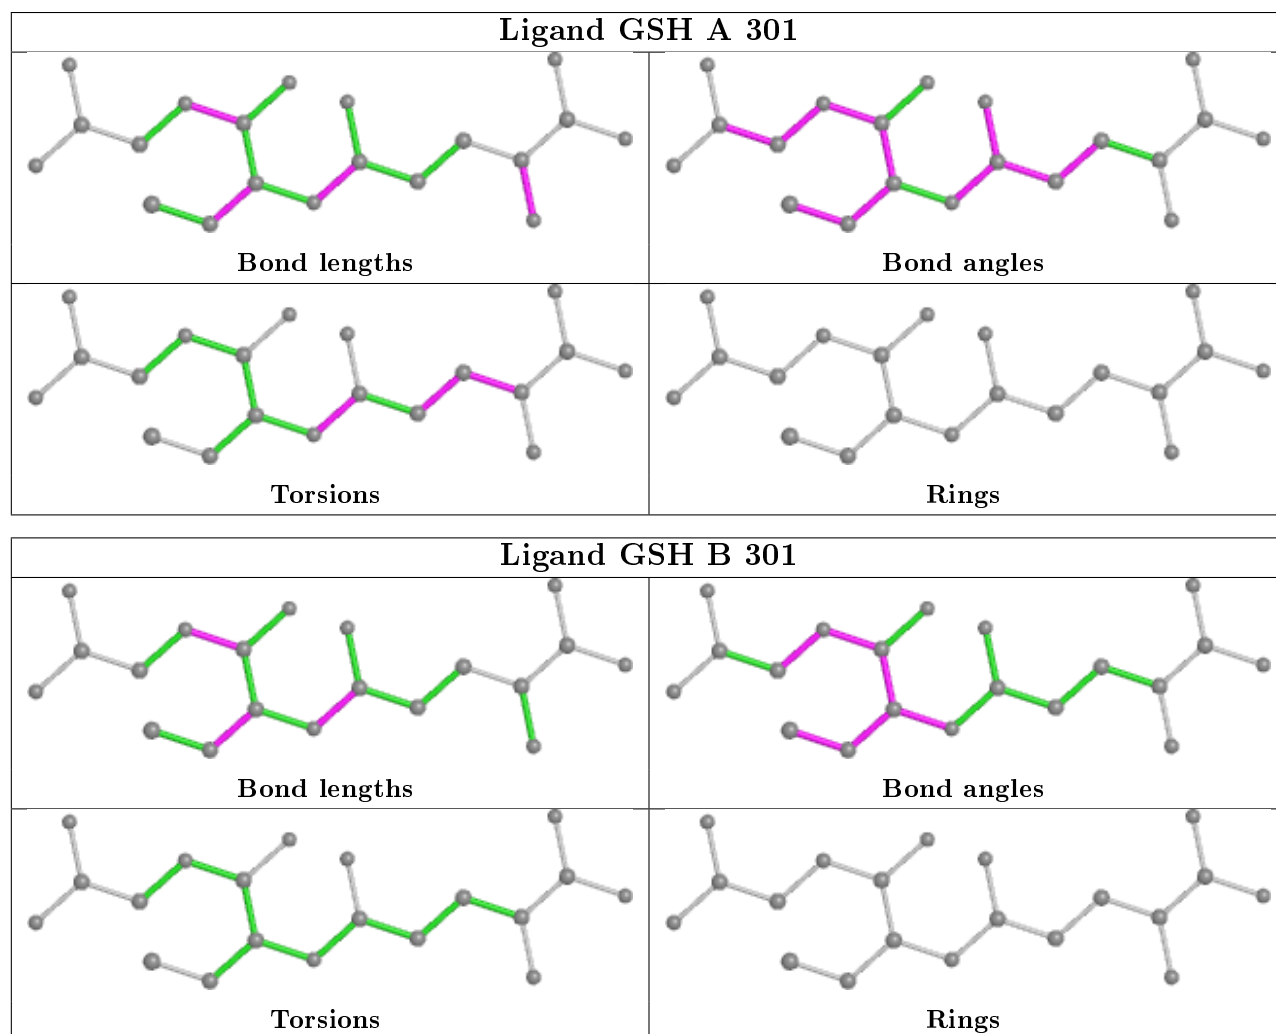 Ligand GSH A 301
Bond lengths
Bond angles
Torsions
Rings
Ligand GSH B 301
Bond lengths
Bond angles
Torsions
Rings